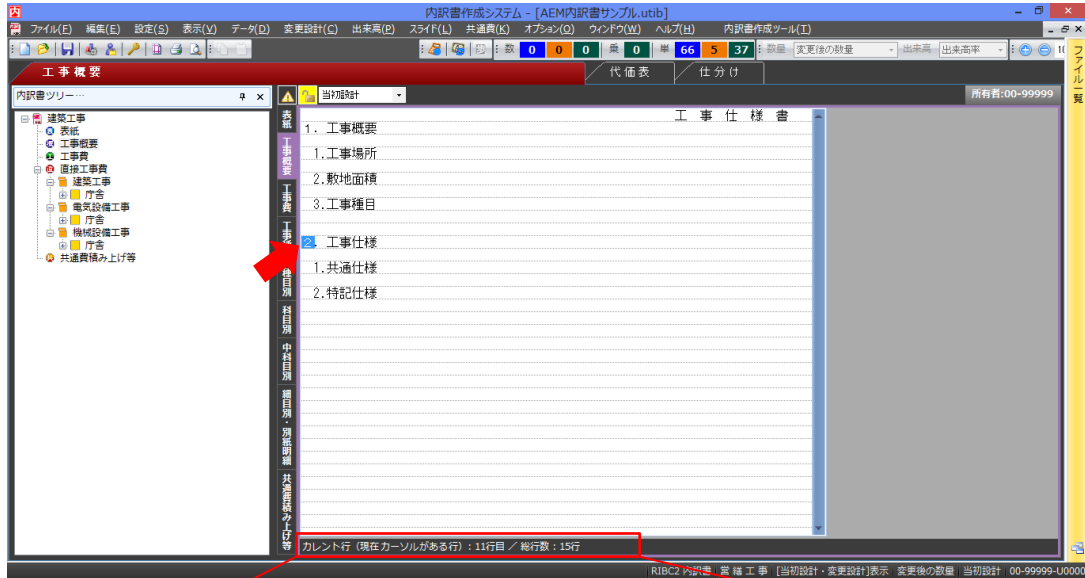 内訳書作成システム - [AEM内訳書サンプル.utib]
ファイル(F) 編集(E) 設定(S) 表示(V) データ(D) 変更設計(C) 出来高(P) スライド(L) 共通費(K) オプション(O) ウィンドウ(W) ヘルプ(H) 内訳書作成ツール(T)
数 0 0 0 乗 0 単 66 5 37 数量 変更後の数量 出来高 出来高率
工事概要 代価表 仕分け
ファイル一覧
内訳書ツリー…
当初設計
所有者:00-99999
建築工事
表紙
工事概要
工事費
直接工事費
建築工事
庁舎
電気設備工事
庁舎
機械設備工事
庁舎
共通費積み上げ等
表紙
工事概要
工事費
種目別
科目別
中科目別
細目別・別紙明細
共通費積み上げ等
工 事 仕 様 書
1. 工事概要
1.工事場所
2.敷地面積
3.工事種目
2. 工事仕様
1.共通仕様
2.特記仕様
カレント行（現在カーソルがある行）：11行目 ／ 総行数：15行
RIBC2 内訳書 営繕工事 [当初設計・変更設計]表示 変更後の数量 当初設計 00-99999-U0000